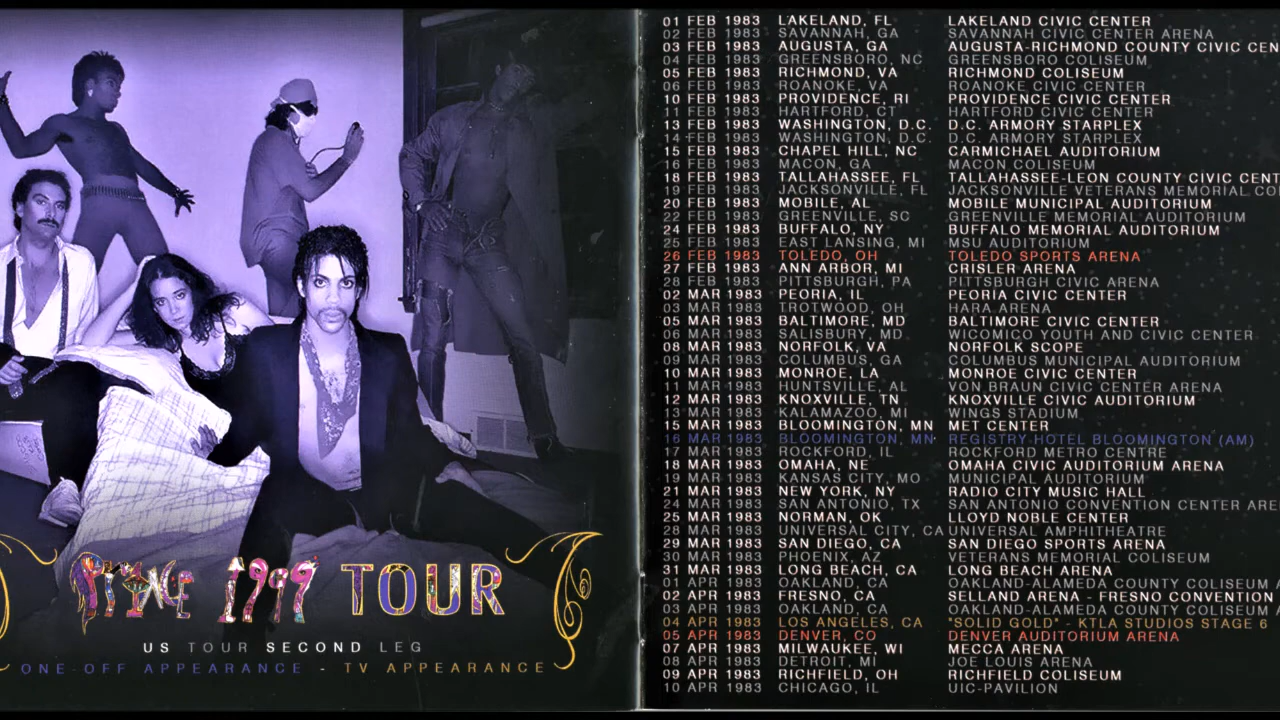 PRINCE 1999 TOUR
US TOUR SECOND LEG
ONE-OFF APPEARANCE - TV APPEARANCE
01 FEB 1983 LAKELAND, FL LAKELAND CIVIC CENTER
02 FEB 1983 SAVANNAH, GA SAVANNAH CIVIC CENTER ARENA
03 FEB 1983 AUGUSTA, GA AUGUSTA-RICHMOND COUNTY CIVIC CEN
04 FEB 1983 GREENSBORO, NC GREENSBORO COLISEUM
05 FEB 1983 RICHMOND, VA RICHMOND COLISEUM
06 FEB 1983 ROANOKE, VA ROANOKE CIVIC CENTER
10 FEB 1983 PROVIDENCE, RI PROVIDENCE CIVIC CENTER
11 FEB 1983 HARTFORD, CT HARTFORD CIVIC CENTER
13 FEB 1983 WASHINGTON, D.C. D.C. ARMORY STARPLEX
14 FEB 1983 WASHINGTON, D.C. D.C. ARMORY STARPLEX
15 FEB 1983 CHAPEL HILL, NC CARMICHAEL AUDITORIUM
16 FEB 1983 MACON, GA MACON COLISEUM
18 FEB 1983 TALLAHASSEE, FL TALLAHASSEE-LEON COUNTY CIVIC CENT
19 FEB 1983 JACKSONVILLE, FL JACKSONVILLE VETERANS MEMORIAL CO
20 FEB 1983 MOBILE, AL MOBILE MUNICIPAL AUDITORIUM
22 FEB 1983 GREENVILLE, SC GREENVILLE MEMORIAL AUDITORIUM
24 FEB 1983 BUFFALO, NY BUFFALO MEMORIAL AUDITORIUM
25 FEB 1983 EAST LANSING, MI MSU AUDITORIUM
26 FEB 1983 TOLEDO, OH TOLEDO SPORTS ARENA
27 FEB 1983 ANN ARBOR, MI CRISLER ARENA
28 FEB 1983 PITTSBURGH, PA PITTSBURGH CIVIC ARENA
02 MAR 1983 PEORIA, IL PEORIA CIVIC CENTER
03 MAR 1983 TROTWOOD, OH HARA ARENA
05 MAR 1983 BALTIMORE, MD BALTIMORE CIVIC CENTER
06 MAR 1983 SALISBURY, MD WICOMICO YOUTH AND CIVIC CENTER
08 MAR 1983 NORFOLK, VA NORFOLK SCOPE
09 MAR 1983 COLUMBUS, GA COLUMBUS MUNICIPAL AUDITORIUM
10 MAR 1983 MONROE, LA MONROE CIVIC CENTER
11 MAR 1983 HUNTSVILLE, AL VON BRAUN CIVIC CENTER ARENA
12 MAR 1983 KNOXVILLE, TN KNOXVILLE CIVIC AUDITORIUM
13 MAR 1983 KALAMAZOO, MI WINGS STADIUM
15 MAR 1983 BLOOMINGTON, MN MET CENTER
16 MAR 1983 BLOOMINGTON, MN REGISTRY HOTEL BLOOMINGTON (AM)
17 MAR 1983 ROCKFORD, IL ROCKFORD METRO CENTRE
18 MAR 1983 OMAHA, NE OMAHA CIVIC AUDITORIUM ARENA
19 MAR 1983 KANSAS CITY, MO MUNICIPAL AUDITORIUM
21 MAR 1983 NEW YORK, NY RADIO CITY MUSIC HALL
24 MAR 1983 SAN ANTONIO, TX SAN ANTONIO CONVENTION CENTER ARE
25 MAR 1983 NORMAN, OK LLOYD NOBLE CENTER
28 MAR 1983 UNIVERSAL CITY, CA UNIVERSAL AMPHITHEATRE
29 MAR 1983 SAN DIEGO, CA SAN DIEGO SPORTS ARENA
30 MAR 1983 PHOENIX, AZ VETERANS MEMORIAL COLISEUM
31 MAR 1983 LONG BEACH, CA LONG BEACH ARENA
01 APR 1983 OAKLAND, CA OAKLAND-ALAMEDA COUNTY COLISEUM A
02 APR 1983 FRESNO, CA SELLAND ARENA - FRESNO CONVENTION
03 APR 1983 OAKLAND, CA OAKLAND-ALAMEDA COUNTY COLISEUM A
04 APR 1983 LOS ANGELES, CA "SOLID GOLD" - KTLA STUDIOS STAGE 6
05 APR 1983 DENVER, CO DENVER AUDITORIUM ARENA
07 APR 1983 MILWAUKEE, WI MECCA ARENA
08 APR 1983 DETROIT, MI JOE LOUIS ARENA
09 APR 1983 RICHFIELD, OH RICHFIELD COLISEUM
10 APR 1983 CHICAGO, IL UIC-PAVILION